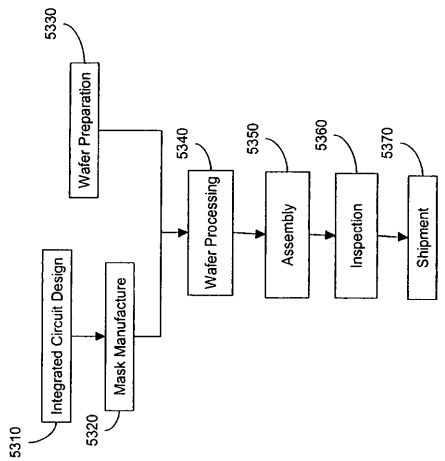 5310
Integrated Circuit Design
5320
Mask Manufacture
5330
Wafer Preparation
5340
Wafer Processing
5350
Assembly
5360
Inspection
5370
Shipment